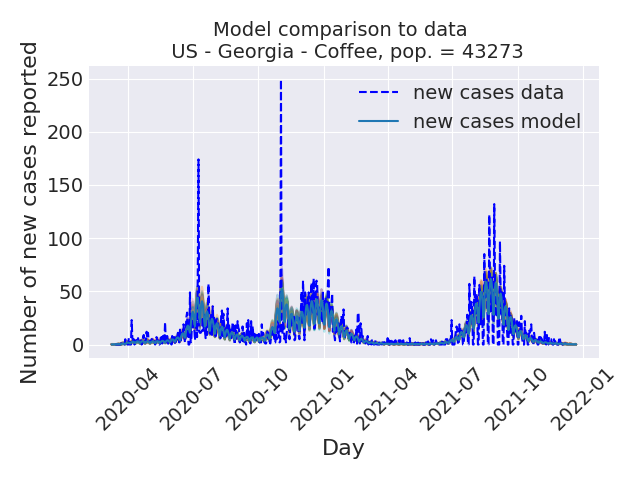 Model comparison to data
US - Georgia - Coffee, pop. = 43273
Number of new cases reported
250
200
150
100
50
0
new cases data
new cases model
2020-04
2020-07
2020-10
2021-01
2021-04
2021-07
2021-10
2022-01
Day